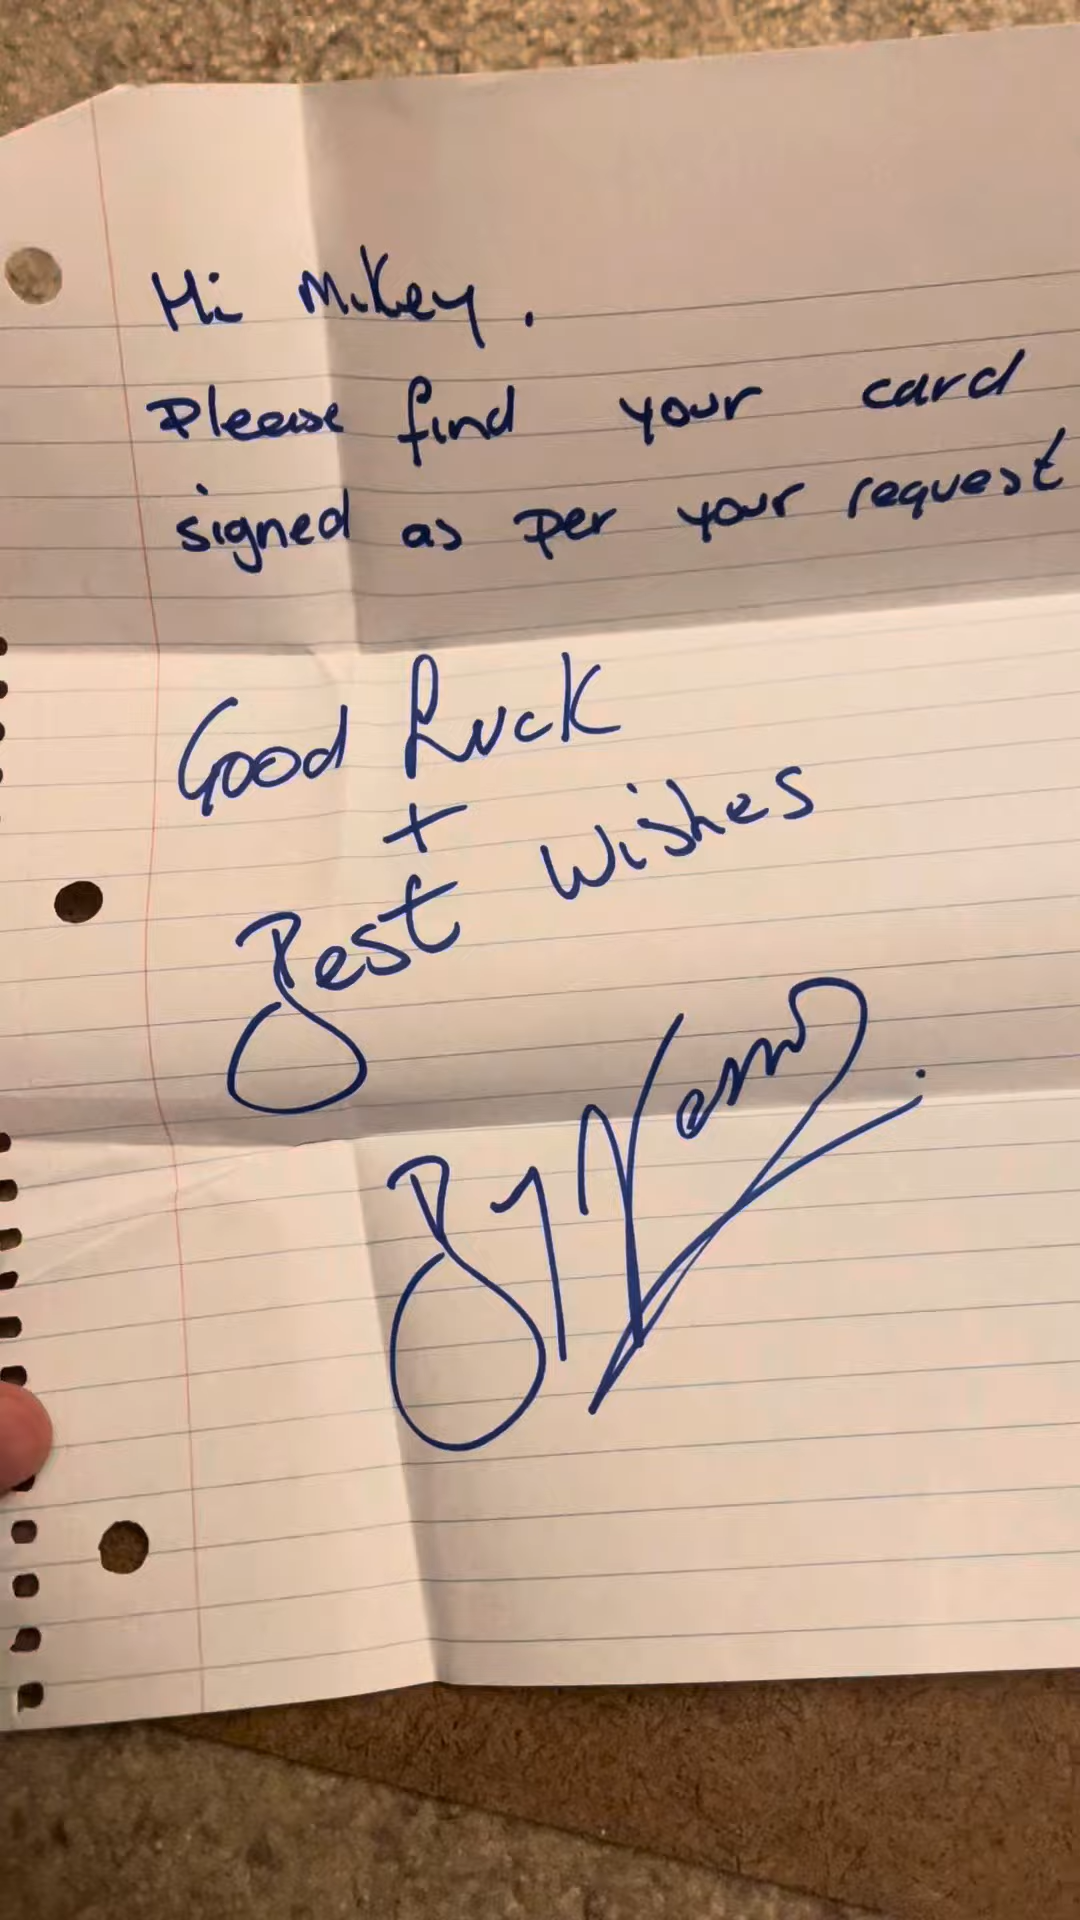 Hi Mikey.
Please find your card
signed as per your request
Good Luck
+
Best Wishes